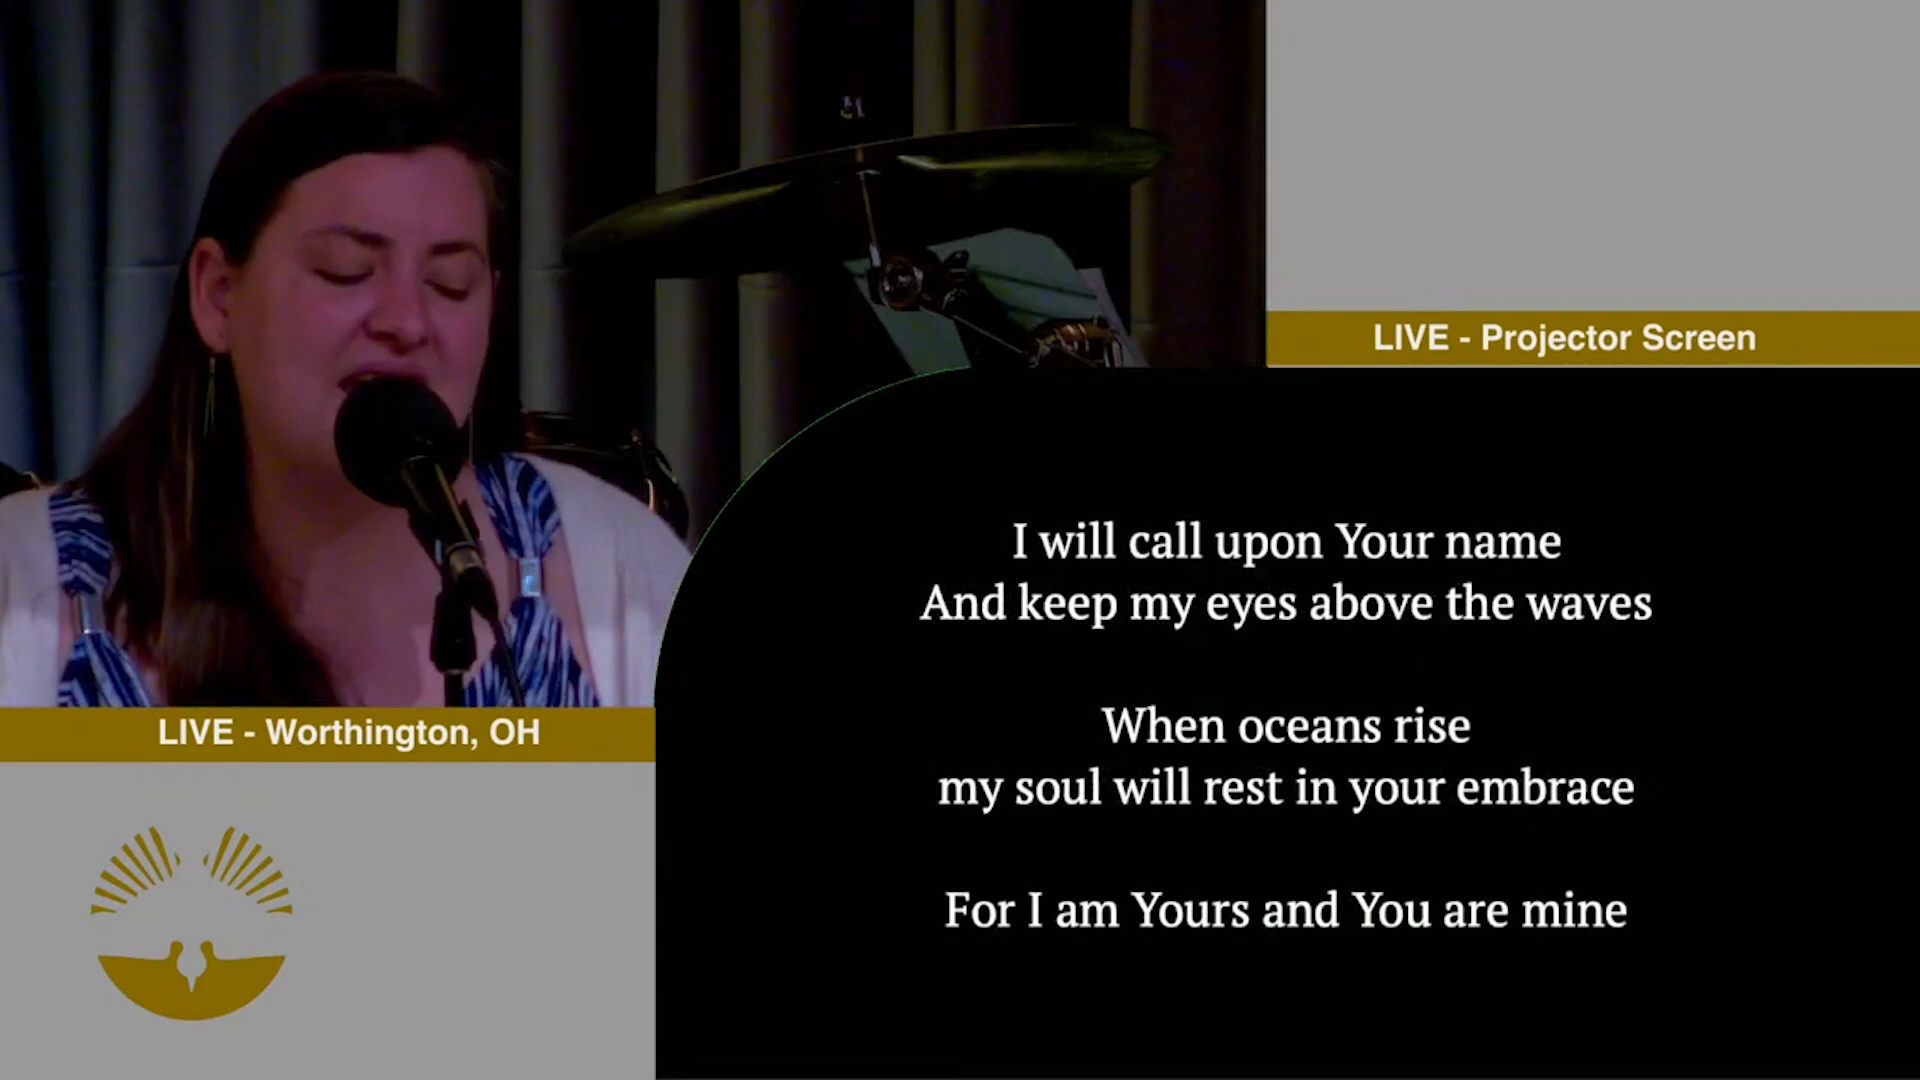 LIVE - Projector Screen
I will call upon Your name
And keep my eyes above the waves
When oceans rise
my soul will rest in your embrace
For I am Yours and You are mine
LIVE - Worthington, OH